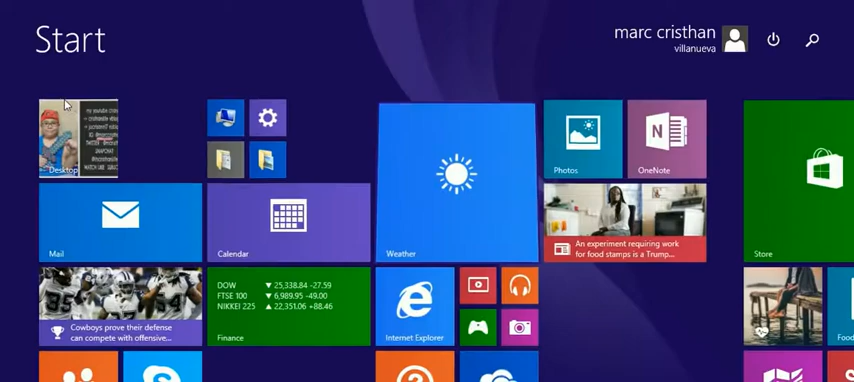 Start
marc cristhan
villanueva
Desktop
Photos
OneNote
Mail
Calendar
Weather
An experiment requiring work
for food stamps is a Trump...
Store
Cowboys prove their defense
can compete with offensive...
DOW ▼ 25,338.84 -27.59
FTSE 100 ▼ 6,989.95 -49.00
NIKKEI 225 ▲ 22,351.06 +88.46
Finance
Internet Explorer
Food